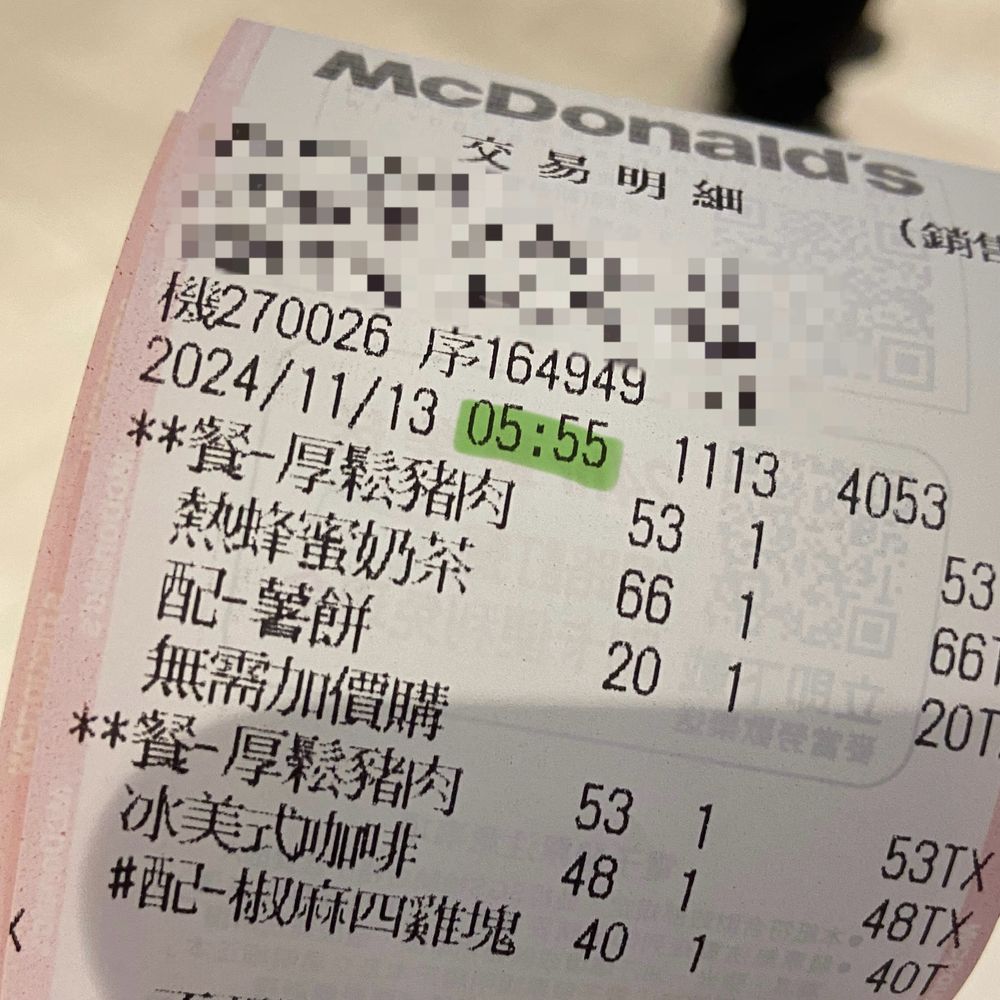 McDonald's
交易明細
(銷售
機270026 序164949
2024/11/13 05:55 1113 4053
**餐-厚鬆豬肉 53 1 53
熱蜂蜜奶茶 66 1 66T
配-薯餅 20 1 20T
無需加價購
**餐-厚鬆豬肉 53 1 53TX
冰美式咖啡 48 1 48TX
#配-椒麻四雞塊 40 1 40T